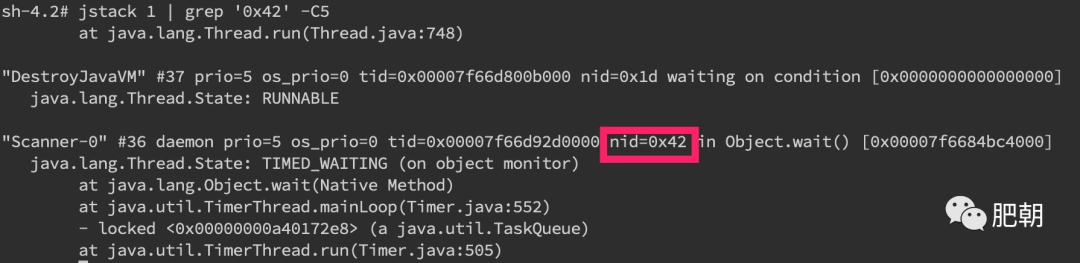 sh-4.2# jstack 1 | grep '0x42' -C5
at java.lang.Thread.run(Thread.java:748)
"DestroyJavaVM" #37 prio=5 os_prio=0 tid=0x00007f66d800b000 nid=0x1d waiting on condition [0x0000000000000000]
java.lang.Thread.State: RUNNABLE
"Scanner-0" #36 daemon prio=5 os_prio=0 tid=0x00007f66d92d0000 nid=0x42 in Object.wait() [0x00007f6684bc4000]
java.lang.Thread.State: TIMED_WAITING (on object monitor)
at java.lang.Object.wait(Native Method)
at java.util.TimerThread.mainLoop(Timer.java:552)
- locked <0x00000000a40172e8> (a java.util.TaskQueue)
at java.util.TimerThread.run(Timer.java:505)
肥朝